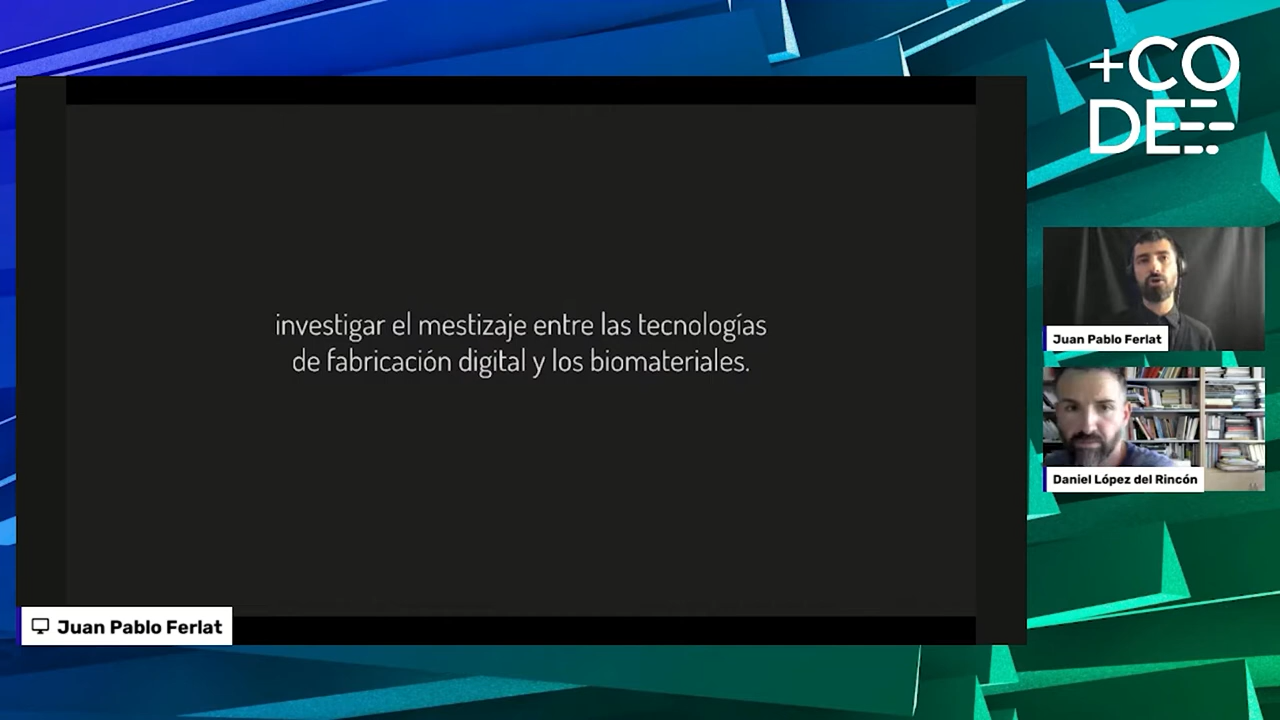 +CO
DE
investigar el mestizaje entre las tecnologías
de fabricación digital y los biomateriales.
Juan Pablo Ferlat
Daniel López del Rincón
Juan Pablo Ferlat